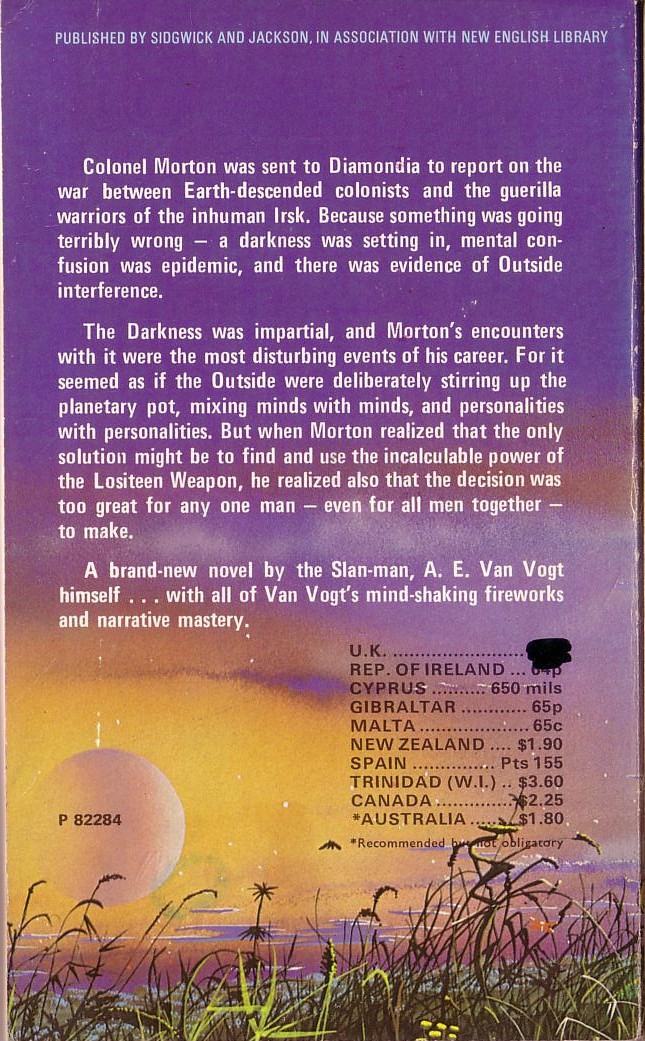 PUBLISHED BY SIDGWICK AND JACKSON, IN ASSOCIATION WITH NEW ENGLISH LIBRARY
Colonel Morton was sent to Diamondia to report on the
war between Earth-descended colonists and the guerilla
warriors of the inhuman Irsk. Because something was going
terribly wrong – a darkness was setting in, mental con-
fusion was epidemic, and there was evidence of Outside
interference.
The Darkness was impartial, and Morton's encounters
with it were the most disturbing events of his career. For it
seemed as if the Outside were deliberately stirring up the
planetary pot, mixing minds with minds, and personalities
with personalities. But when Morton realized that the only
solution might be to find and use the incalculable power of
the Lositeen Weapon, he realized also that the decision was
too great for any one man – even for all men together –
to make.
A brand-new novel by the Slan-man, A. E. Van Vogt
himself . . . with all of Van Vogt's mind-shaking fireworks
and narrative mastery.
U.K. ........................
REP. OF IRELAND ...
CYPRUS .......... 650 mils
GIBRALTAR ............ 65p
MALTA .................... 65c
NEW ZEALAND .... $1.90
SPAIN ............... Pts 155
TRINIDAD (W.I.) .. $3.60
CANADA .............. $2.25
*AUSTRALIA ........ $1.80
*Recommended but not obligatory
P 82284